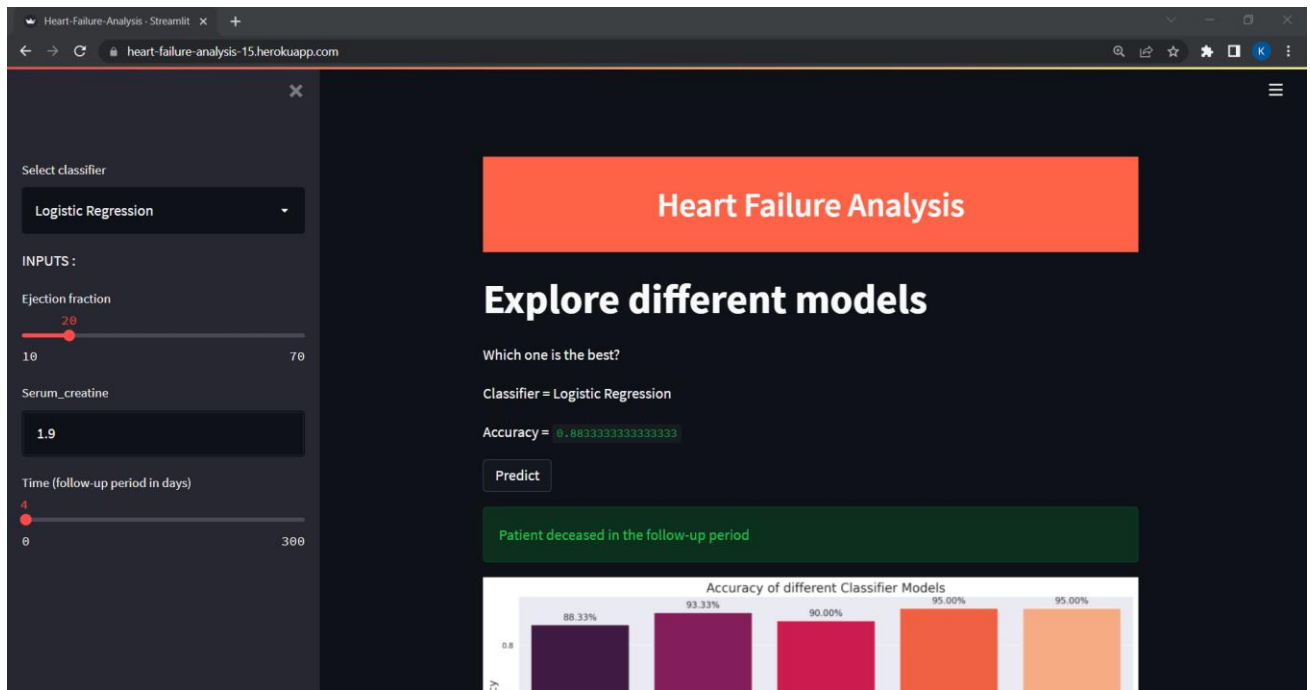 Heart-Failure-Analysis · Streamlit
heart-failure-analysis-15.herokuapp.com
K
Select classifier
Logistic Regression
INPUTS :
Ejection fraction
20
10 70
Serum_creatine
1.9
Time (follow-up period in days)
4
0 300
Heart Failure Analysis
Explore different models
Which one is the best?
Classifier = Logistic Regression
Accuracy = 0.8833333333333333
Predict
Patient deceased in the follow-up period
Accuracy of different Classifier Models
88.33% 93.33% 90.00% 95.00% 95.00%
0.8